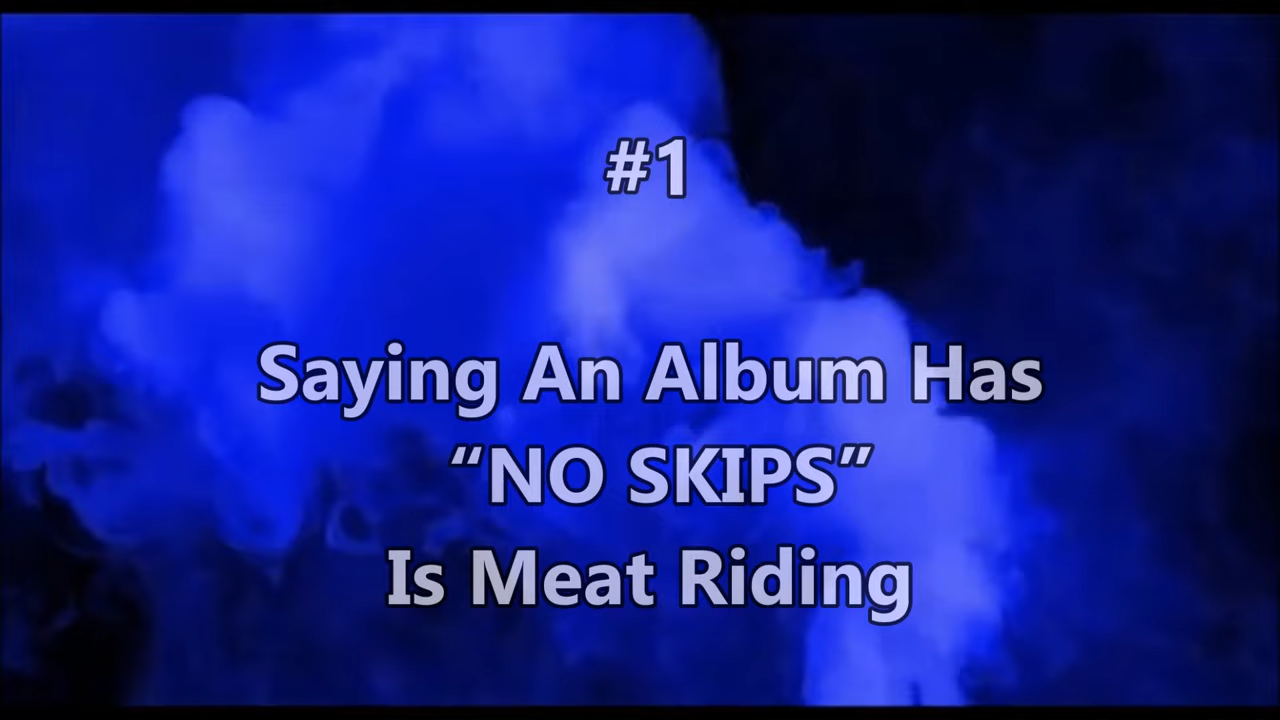 #1
Saying An Album Has
“NO SKIPS”
Is Meat Riding